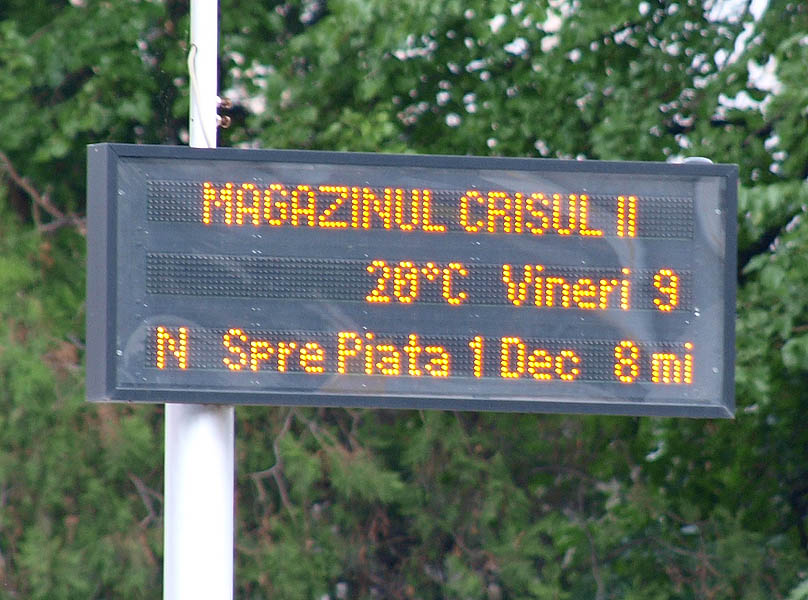 MAGAZINUL CRISUL II
20°C Vineri 9
N Spre Piata 1 Dec 8 mi